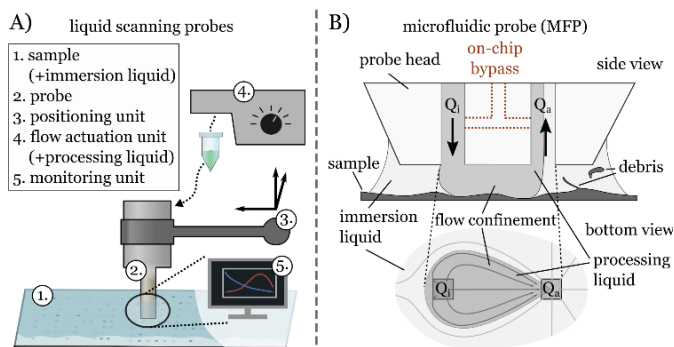 A) liquid scanning probes
1. sample
(+immersion liquid)
2. probe
3. positioning unit
4. flow actuation unit
(+processing liquid)
5. monitoring unit
4.
3.
2.
5.
1.
B) microfluidic probe (MFP)
on-chip
bypass
probe head
side view
Qi
Qa
sample
debris
immersion
liquid
flow confinement
bottom view
processing
liquid
Qi
Qa